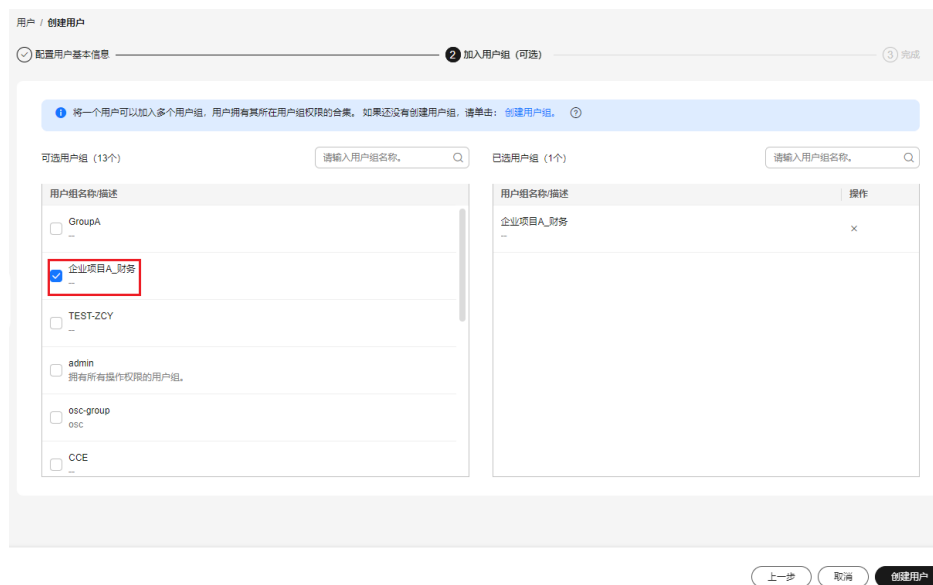 用户 / 创建用户
配置用户基本信息 2 加入用户组（可选） 3 完成
将一个用户可以加入多个用户组，用户拥有其所在用户组权限的合集。如果还没有创建用户组，请单击：创建用户组。
可选用户组（13个） 请输入用户组名称。 已选用户组（1个） 请输入用户组名称。
用户组名称/描述 用户组名称/描述 操作
GroupA
--
企业项目A_财务
--
企业项目A_财务
--
TEST-ZCY
--
admin
拥有所有操作权限的用户组。
osc-group
osc
CCE
--
上一步 取消 创建用户